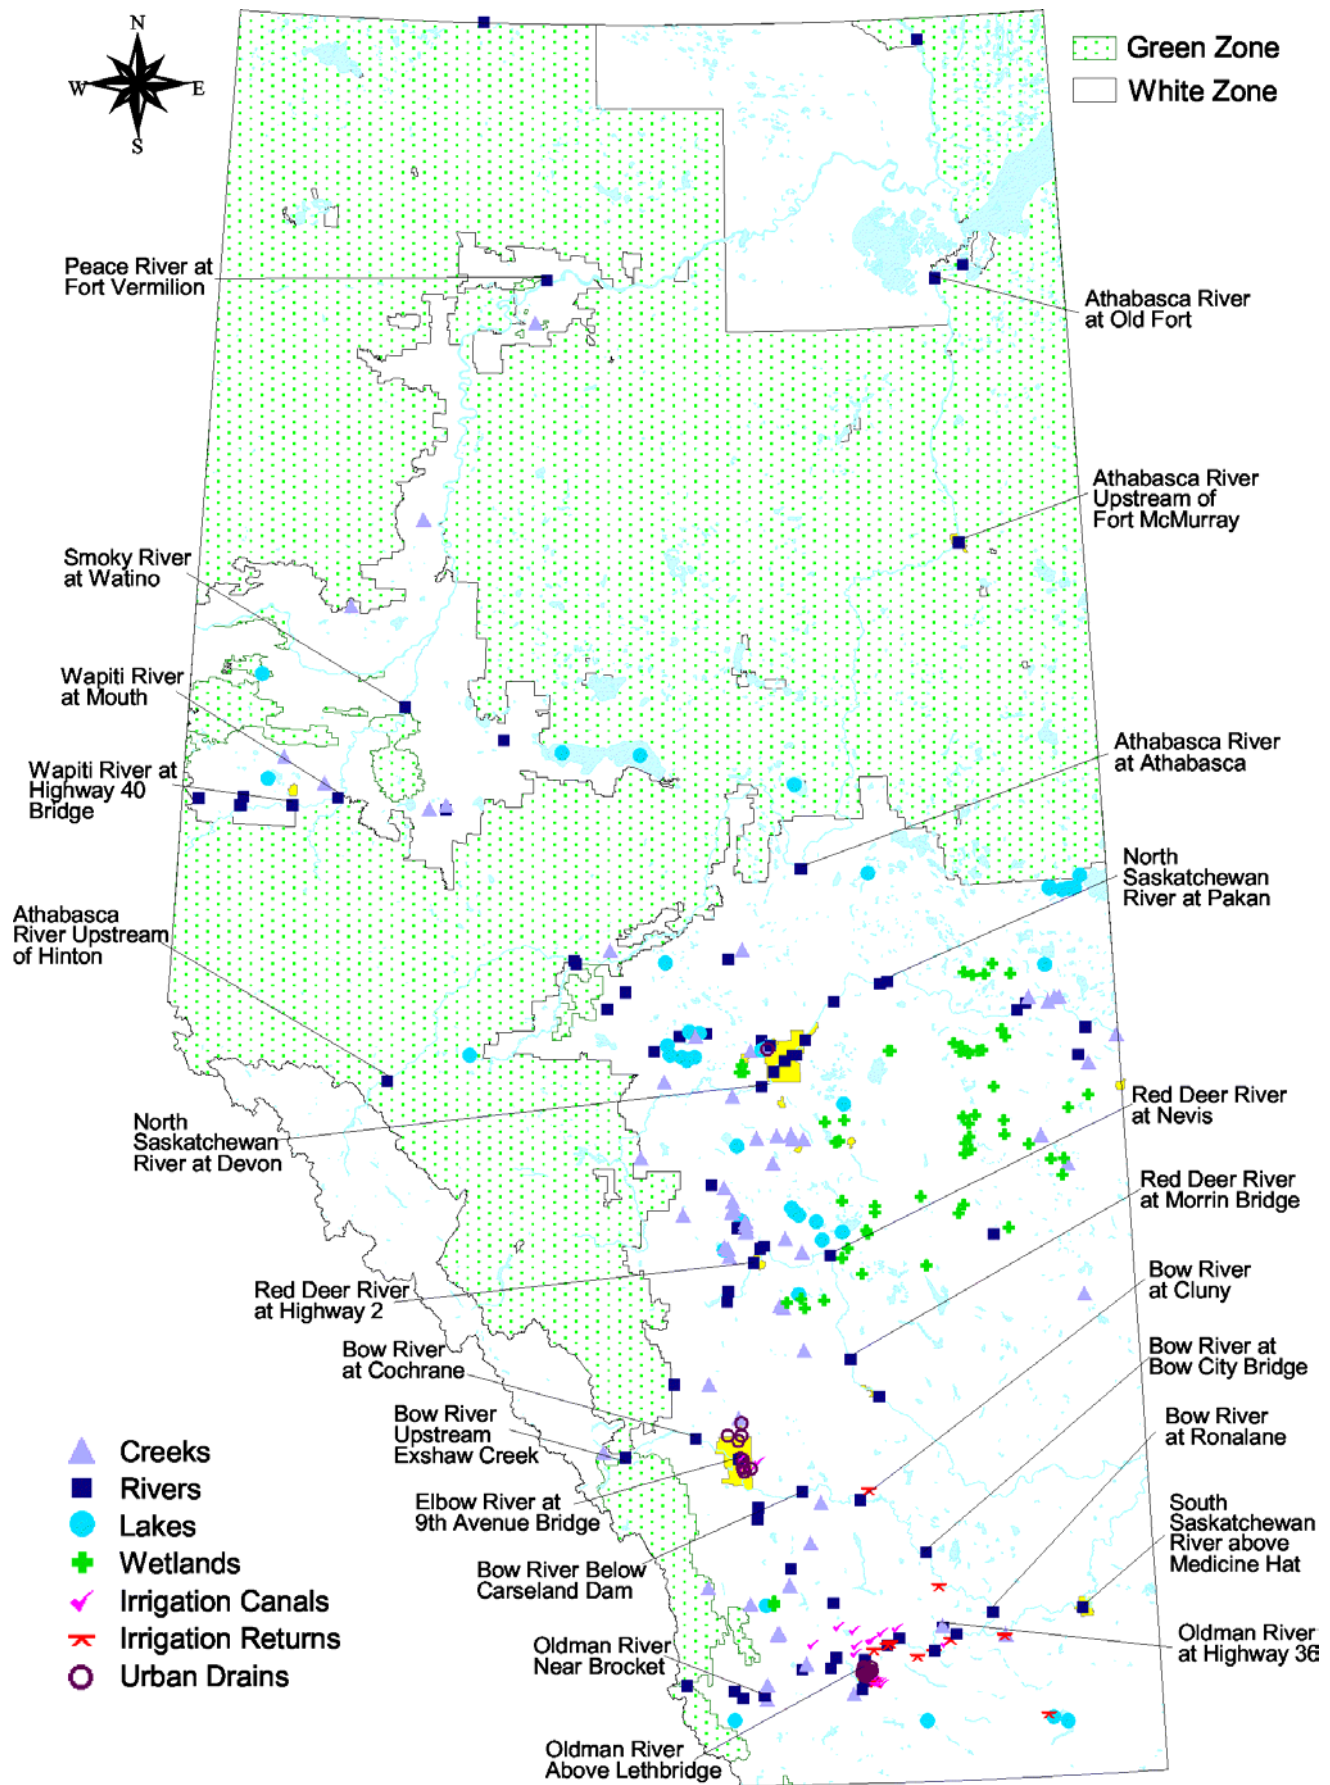 N
W
E
S
Green Zone
White Zone
Peace River at
Fort Vermilion
Athabasca River
at Old Fort
Athabasca River
Upstream of
Fort McMurray
Smoky River
at Watino
Wapiti River
at Mouth
Wapiti River at
Highway 40
Bridge
Athabasca River
at Athabasca
North
Saskatchewan
River at Pakan
Athabasca
River Upstream
of Hinton
North
Saskatchewan
River at Devon
Red Deer River
at Nevis
Red Deer River
at Morrin Bridge
Red Deer River
at Highway 2
Bow River
at Cluny
Bow River
at Cochrane
Bow River at
Bow City Bridge
Bow River
Upstream
Exshaw Creek
Bow River
at Ronalane
Elbow River at
9th Avenue Bridge
South
Saskatchewan
River above
Medicine Hat
Bow River Below
Carseland Dam
Oldman River
at Highway 36
Oldman River
Near Brocket
Oldman River
Above Lethbridge
Creeks
Rivers
Lakes
Wetlands
Irrigation Canals
Irrigation Returns
Urban Drains